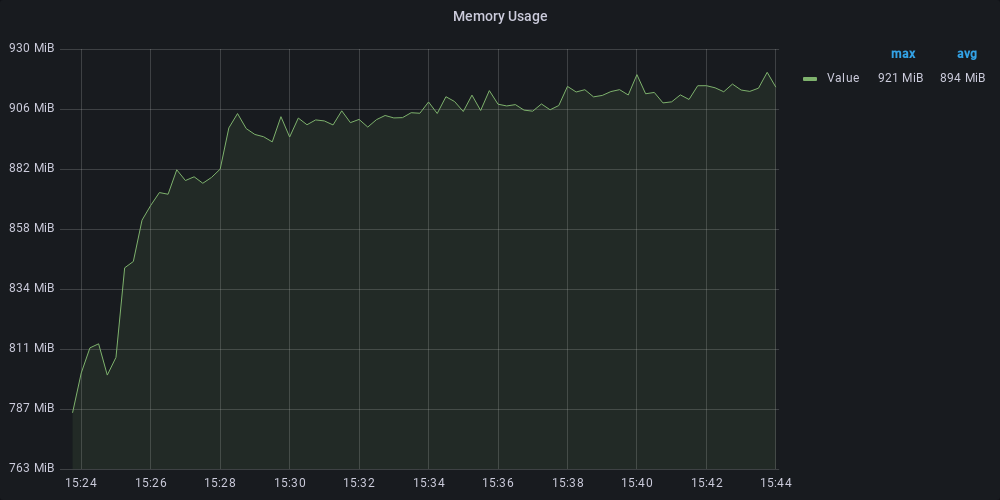 Memory Usage
930 MiB
906 MiB
882 MiB
858 MiB
834 MiB
811 MiB
787 MiB
763 MiB
15:24 15:26 15:28 15:30 15:32 15:34 15:36 15:38 15:40 15:42 15:44
max avg
Value 921 MiB 894 MiB